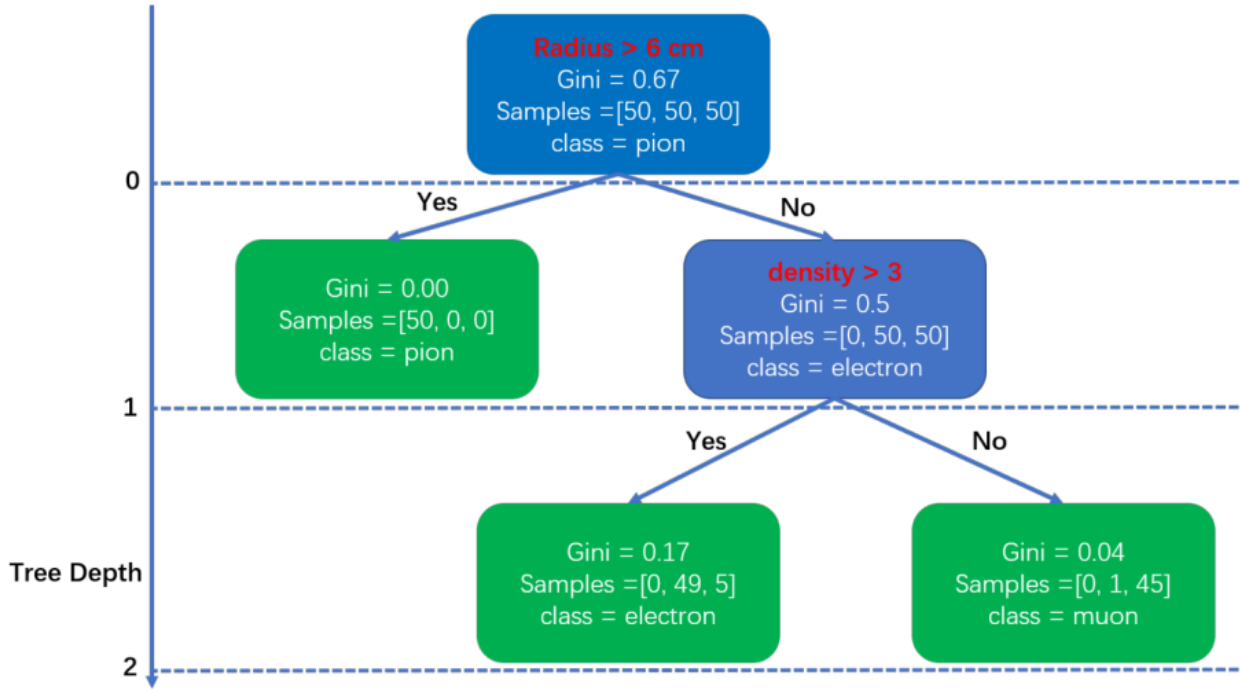 Radius > 6 cm
Gini = 0.67
Samples =[50, 50, 50]
class = pion
0
Yes
No
Gini = 0.00
Samples =[50, 0, 0]
class = pion
density > 3
Gini = 0.5
Samples =[0, 50, 50]
class = electron
1
Yes
No
Gini = 0.17
Samples =[0, 49, 5]
class = electron
Gini = 0.04
Samples =[0, 1, 45]
class = muon
Tree Depth
2